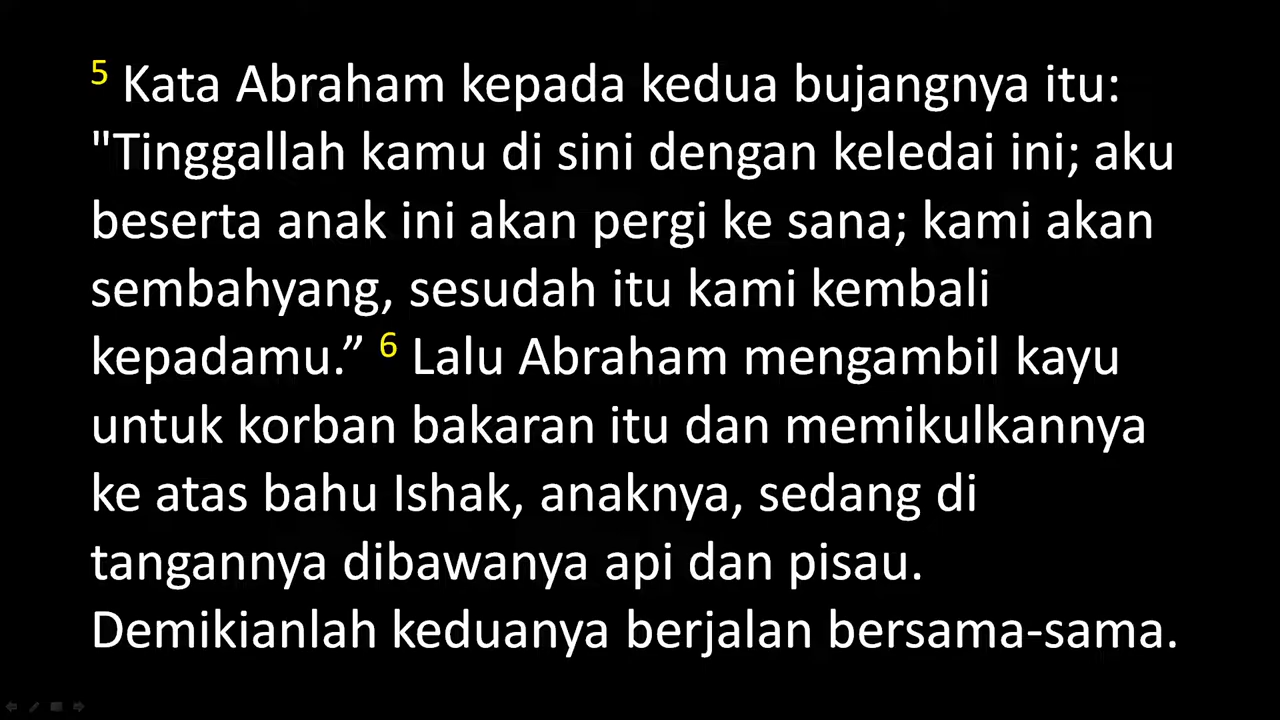 5 Kata Abraham kepada kedua bujangnya itu:
"Tinggallah kamu di sini dengan keledai ini; aku
beserta anak ini akan pergi ke sana; kami akan
sembahyang, sesudah itu kami kembali
kepadamu.” 6 Lalu Abraham mengambil kayu
untuk korban bakaran itu dan memikulkannya
ke atas bahu Ishak, anaknya, sedang di
tangannya dibawanya api dan pisau.
Demikianlah keduanya berjalan bersama-sama.